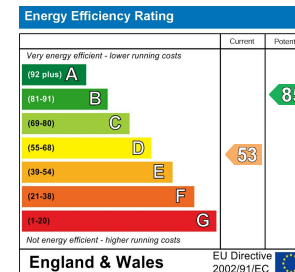 Energy Efficiency Rating
Current
Very energy efficient - lower running costs
(92 plus) A
(81-91) B
(69-80) C
(55-68) D
53
(39-54) E
(21-38) F
(1-20) G
Not energy efficient - higher running costs
England & Wales
EU Directive
2002/91/EC